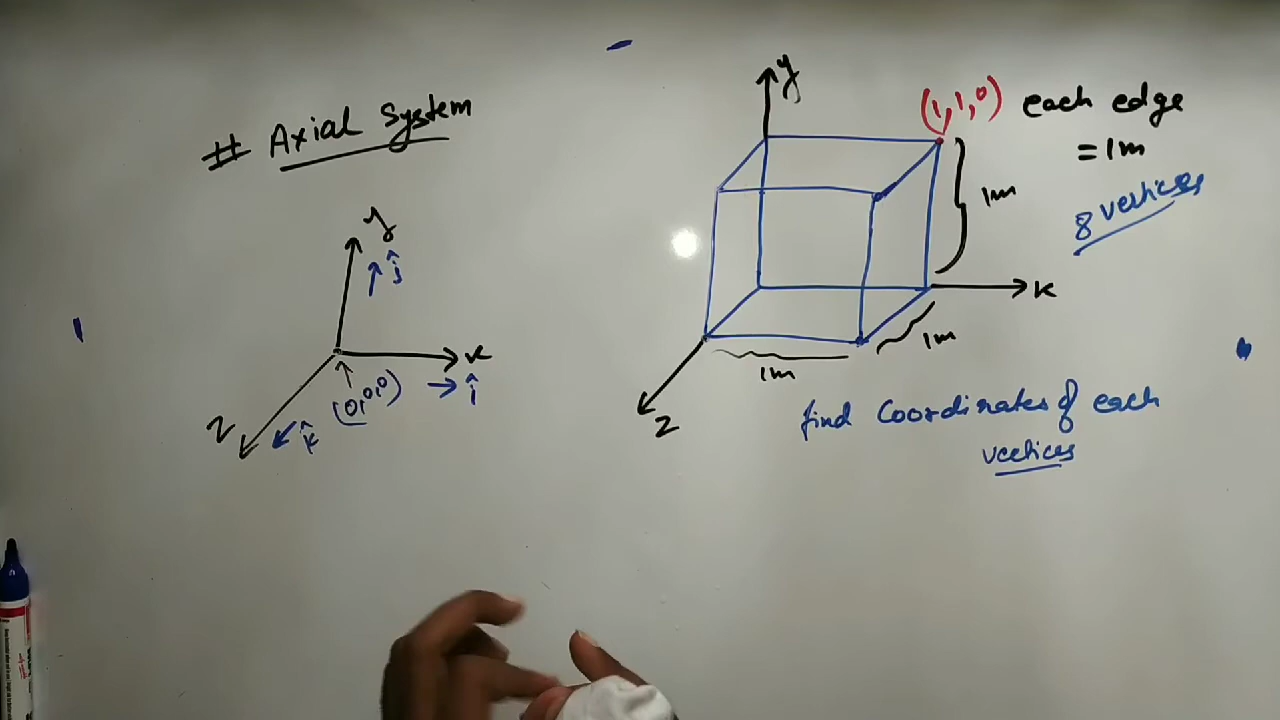 # Axial System
y
ĵ
x
(0,0,0)
î
z
k̂
y
(1,1,0)
each edge
= 1m
1m
8 vertices
x
1m
1m
z
find Coordinates of each
vertices